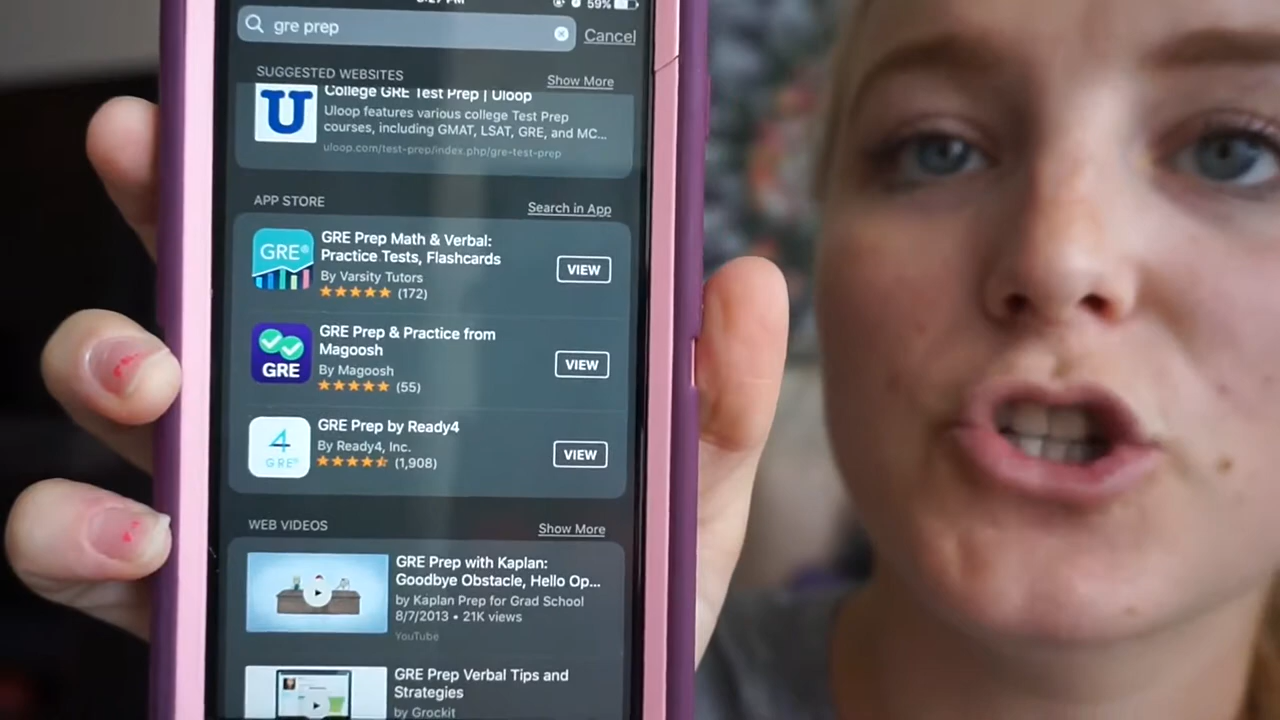 59%
gre prep
Cancel
SUGGESTED WEBSITES
Show More
College GRE Test Prep | Uloop
U
Uloop features various college Test Prep
courses, including GMAT, LSAT, GRE, and MC...
uloop.com/test-prep/index.php/gre-test-prep
APP STORE
Search in App
GRE®
GRE Prep Math & Verbal:
Practice Tests, Flashcards
By Varsity Tutors
(172)
VIEW
GRE
GRE Prep & Practice from
Magoosh
By Magoosh
(55)
VIEW
4
GRE®
GRE Prep by Ready4
By Ready4, Inc.
(1,908)
VIEW
WEB VIDEOS
Show More
GRE Prep with Kaplan:
Goodbye Obstacle, Hello Op...
by Kaplan Prep for Grad School
8/7/2013 • 21K views
YouTube
GRE Prep Verbal Tips and
Strategies
by Grockit